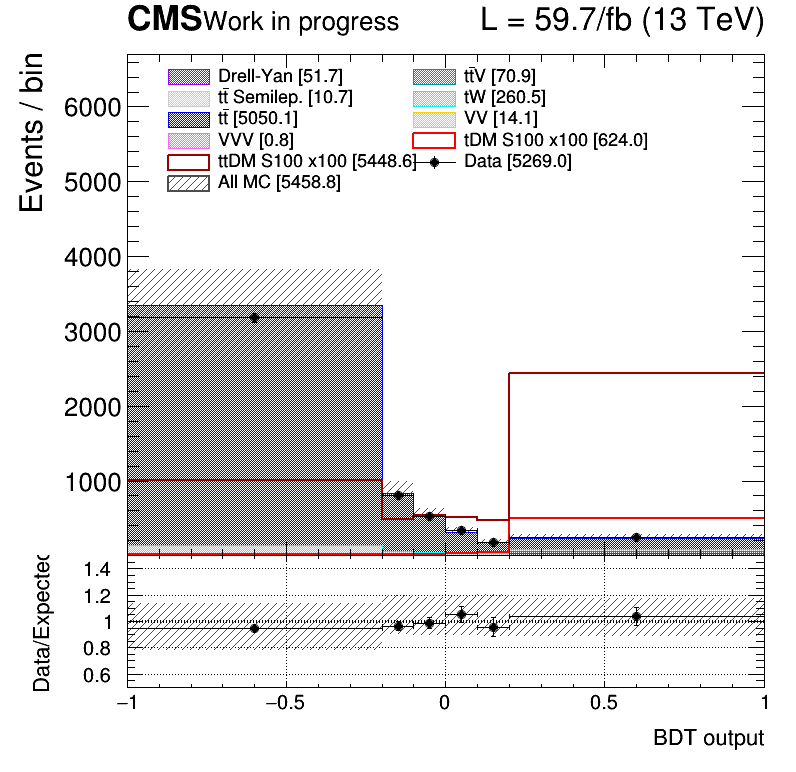 CMS Work in progress L = 59.7/fb (13 TeV)
Events / bin
Drell-Yan [51.7] tt̄V [70.9]
tt̄ Semilep. [10.7] tW [260.5]
tt̄ [5050.1] VV [14.1]
VVV [0.8] tDM S100 x100 [624.0]
ttDM S100 x100 [5448.6] Data [5269.0]
All MC [5458.8]
6000
5000
4000
3000
2000
1000
Data/Expected
1.4
1.2
1
0.8
0.6
−1 −0.5 0 0.5 1
BDT output